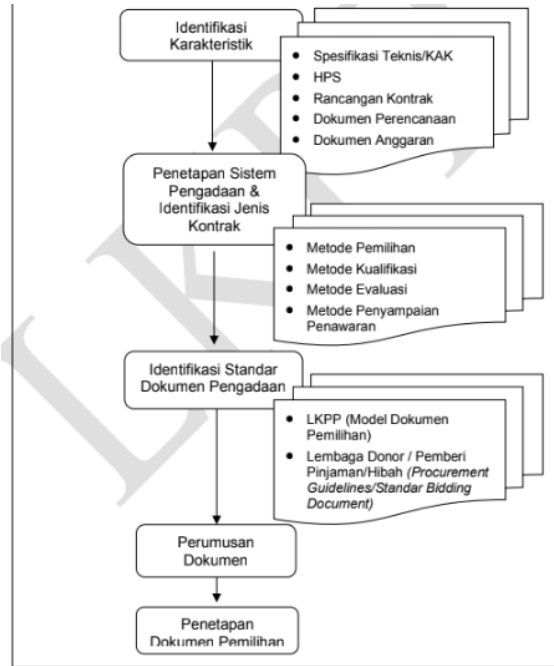 Identifikasi
Karakteristik
• Spesifikasi Teknis/KAK
• HPS
• Rancangan Kontrak
• Dokumen Perencanaan
• Dokumen Anggaran
Penetapan Sistem
Pengadaan &
Identifikasi Jenis
Kontrak
• Metode Pemilihan
• Metode Kualifikasi
• Metode Evaluasi
• Metode Penyampaian
Penawaran
Identifikasi Standar
Dokumen Pengadaan
• LKPP (Model Dokumen
Pemilihan)
• Lembaga Donor / Pemberi
Pinjaman/Hibah (Procurement
Guidelines/Standar Bidding
Document)
Perumusan
Dokumen
Penetapan
Dokumen Pemilihan